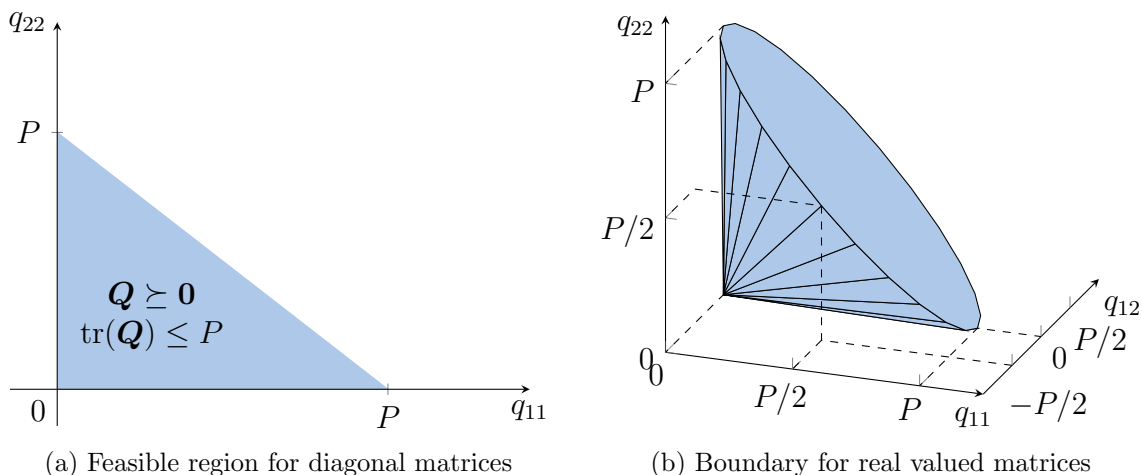 q₂₂
P
Q ⪰ 0
tr(Q) ≤ P
0
P
q₁₁
(a) Feasible region for diagonal matrices
q₂₂
P
P/2
0
0
P/2
P
q₁₁
−P/2
0
P/2
q₁₂
(b) Boundary for real valued matrices